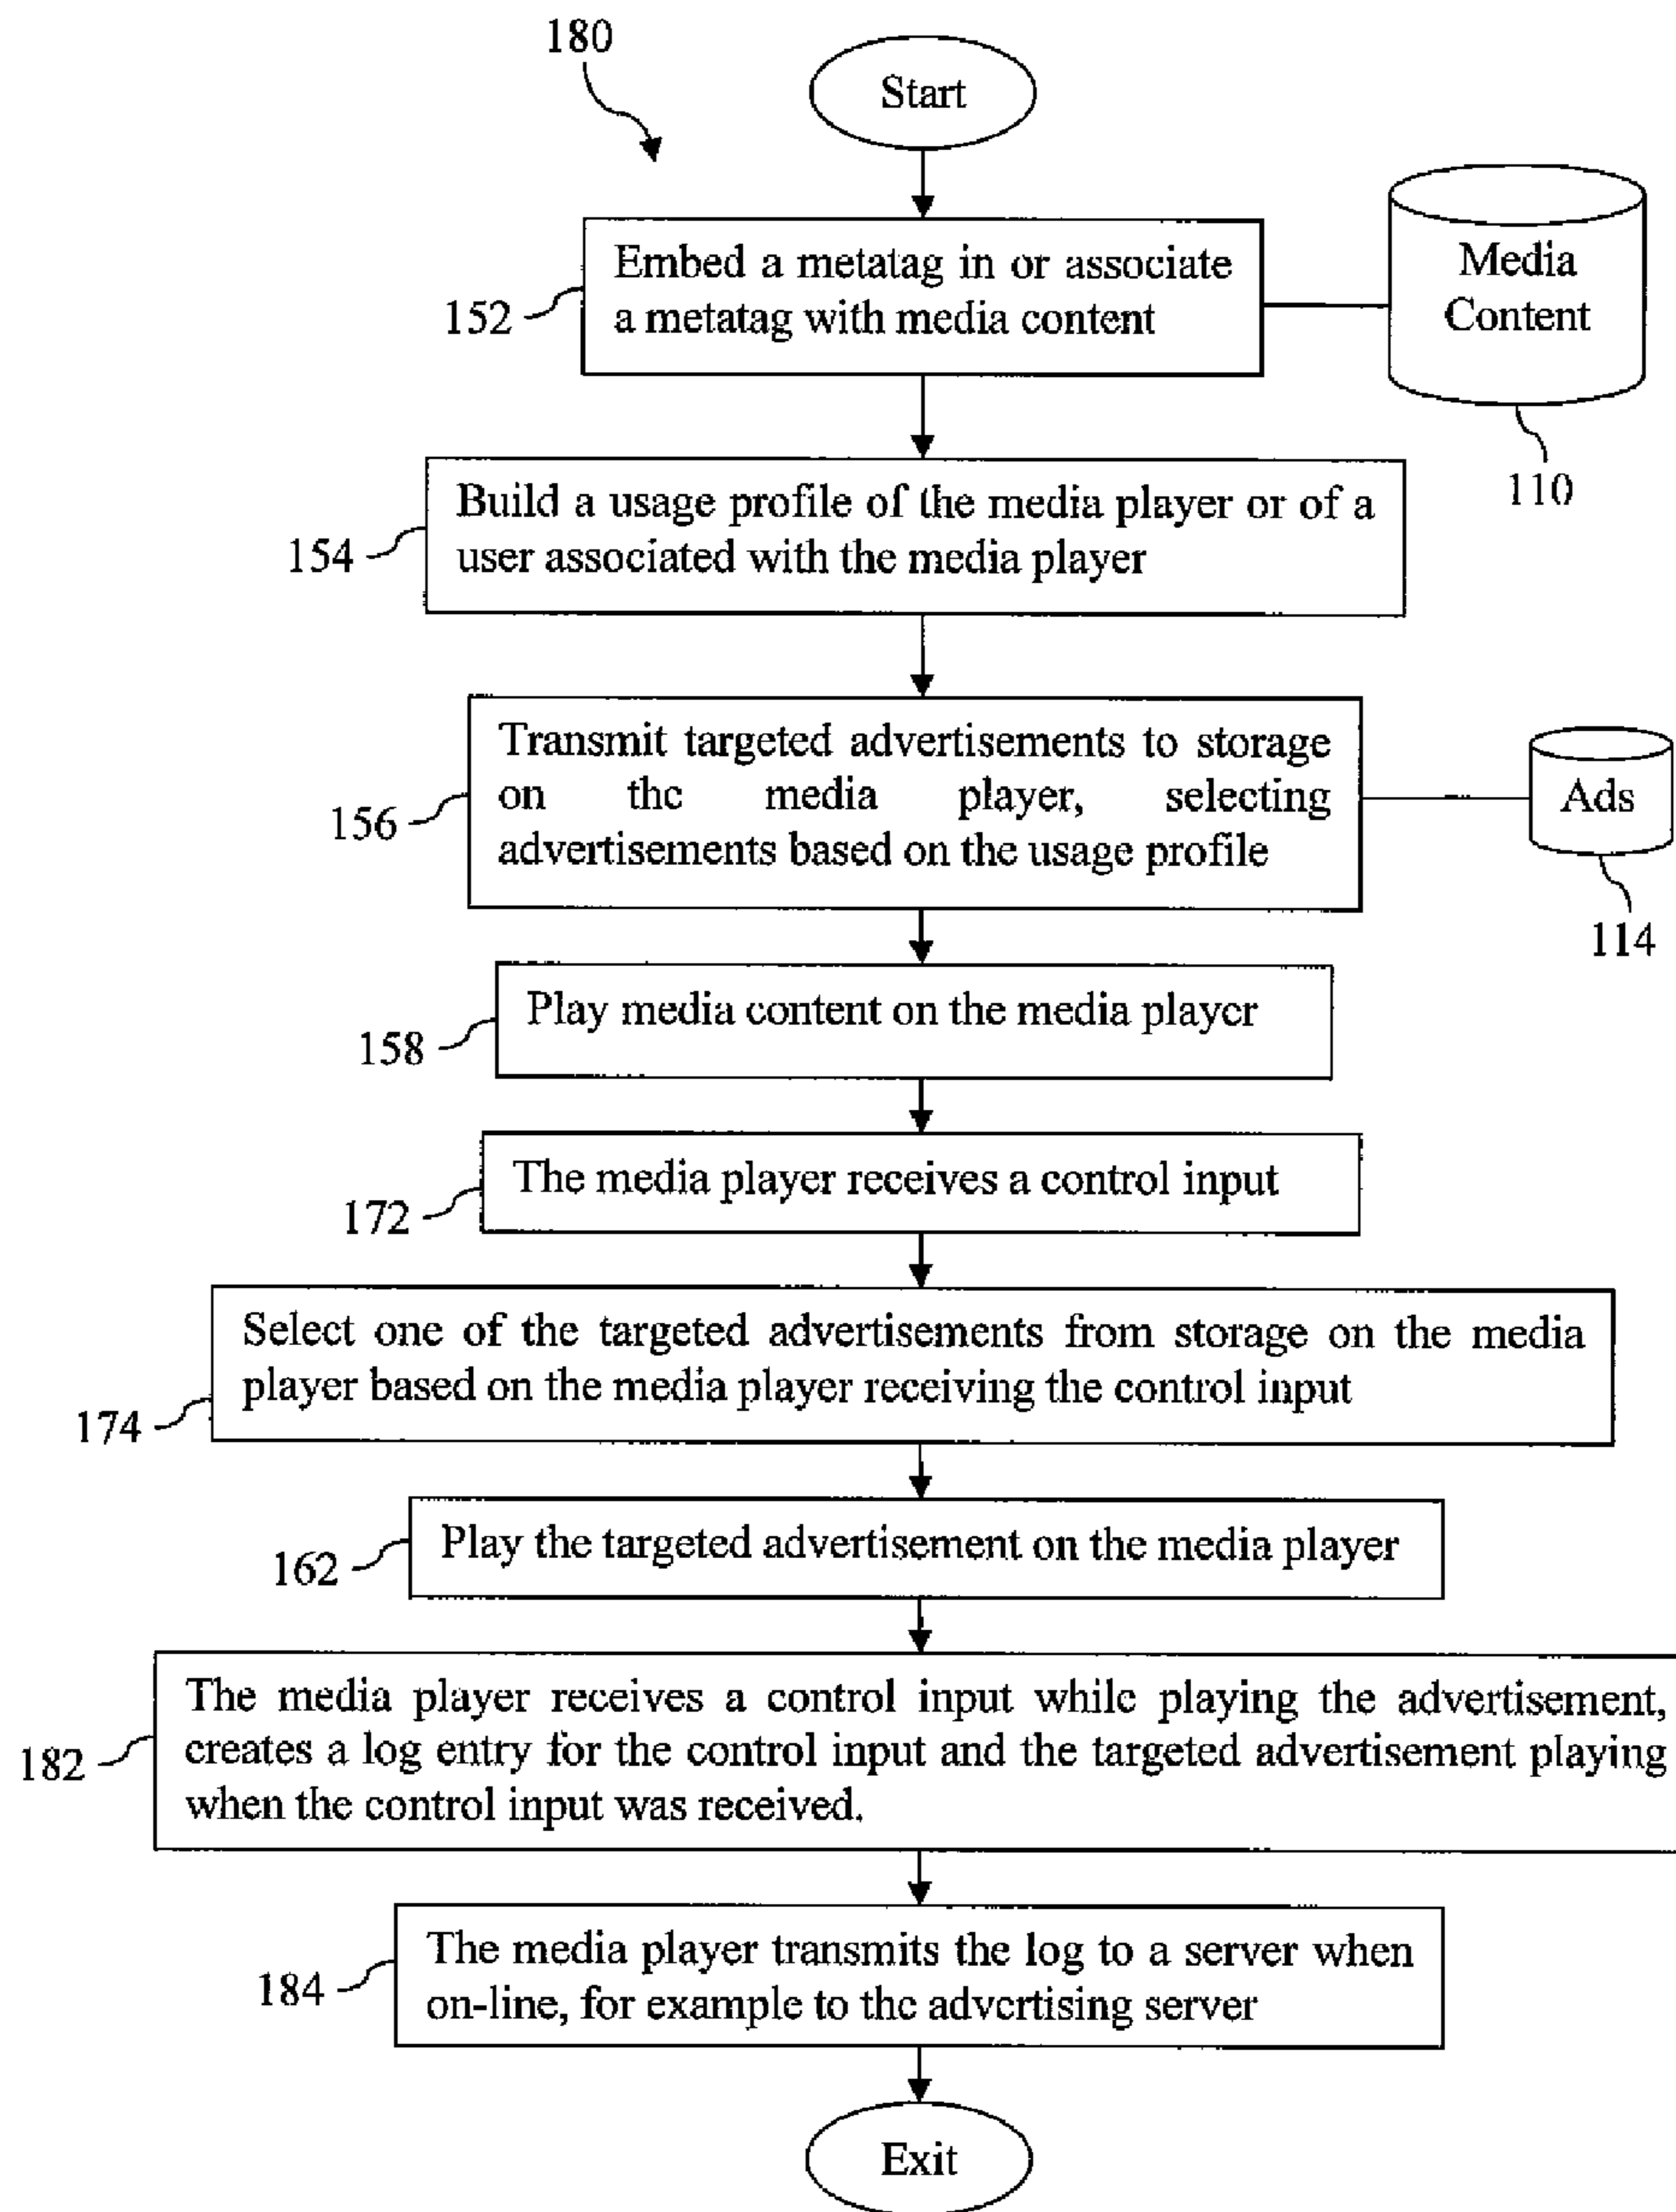 180
Start
Embed a metatag in or associate
a metatag with media content
152
Media
Content
110
Build a usage profile of the media player or of a
user associated with the media player
154
Transmit targeted advertisements to storage
on the media player, selecting
advertisements based on the usage profile
156
Ads
114
Play media content on the media player
158
The media player receives a control input
172
Select one of the targeted advertisements from storage on the media
player based on the media player receiving the control input
174
Play the targeted advertisement on the media player
162
The media player receives a control input while playing the advertisement,
creates a log entry for the control input and the targeted advertisement playing
when the control input was received.
182
The media player transmits the log to a server when
on-line, for example to the advertising server
184
Exit